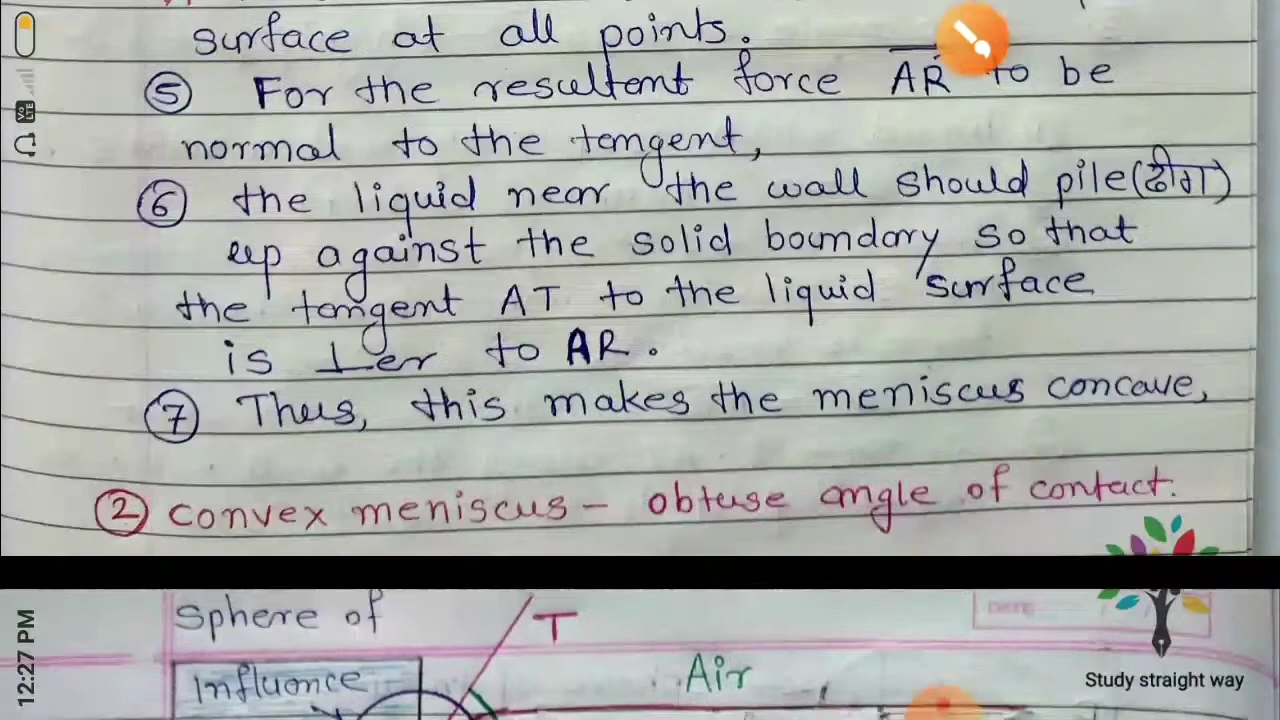 surface at all points.
⑤ For the resultent force AR to be
normal to the tangent,
⑥ the liquid near the wall should pile(ढीग)
up against the solid boundary so that
the tangent AT to the liquid surface
is ⊥er to AR.
⑦ Thus, this makes the meniscus concave,
② convex meniscus - obtuse angle of contact.
Sphere of
Influence
T
Air
DATE
Study straight way
12:27 PM